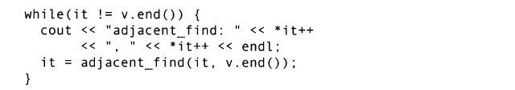 while(it != v.end()) {
  cout << "adjacent_find: " << *it++
       << ", " << *it++ << endl;
  it = adjacent_find(it, v.end());
}